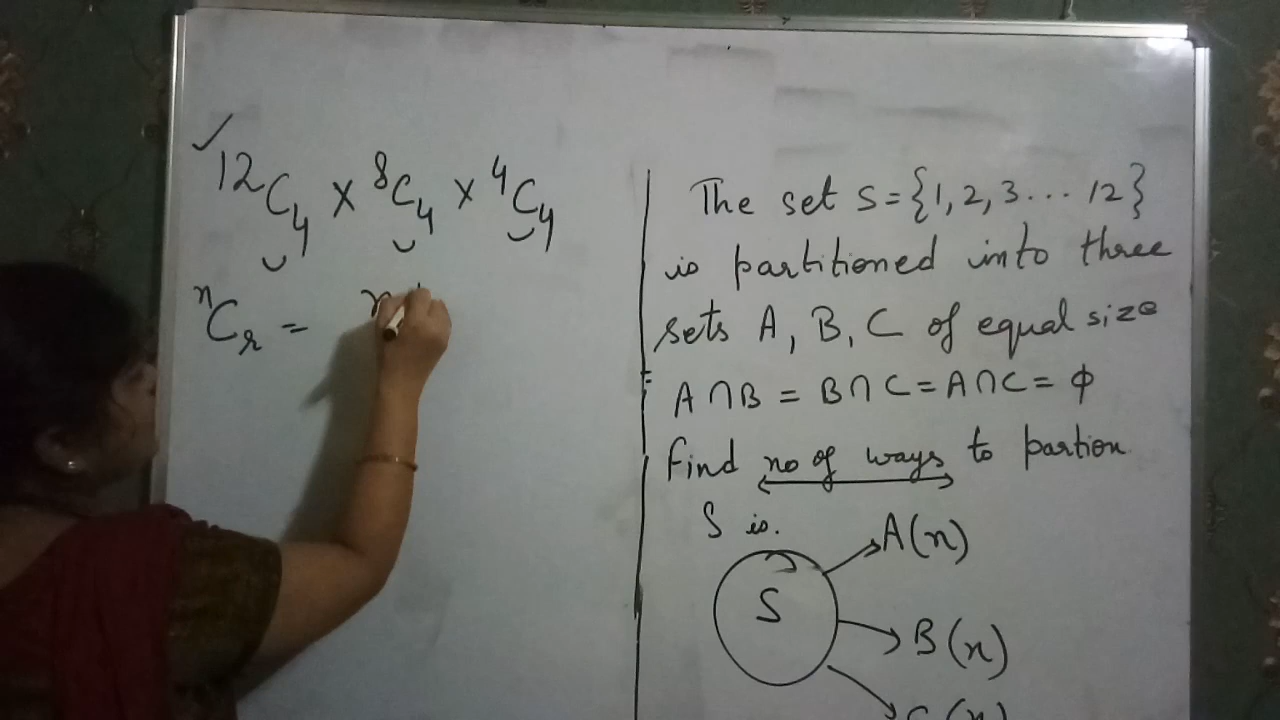 ✓
¹²C₄ × ⁸C₄ × ⁴C₄
ⁿCᵣ = n
The set S = {1, 2, 3 ... 12}
is partitioned into three
sets A, B, C of equal size
A ∩ B = B ∩ C = A ∩ C = ϕ
Find no of ways to partion
S is.
S
A(n)
B(n)
C(n)